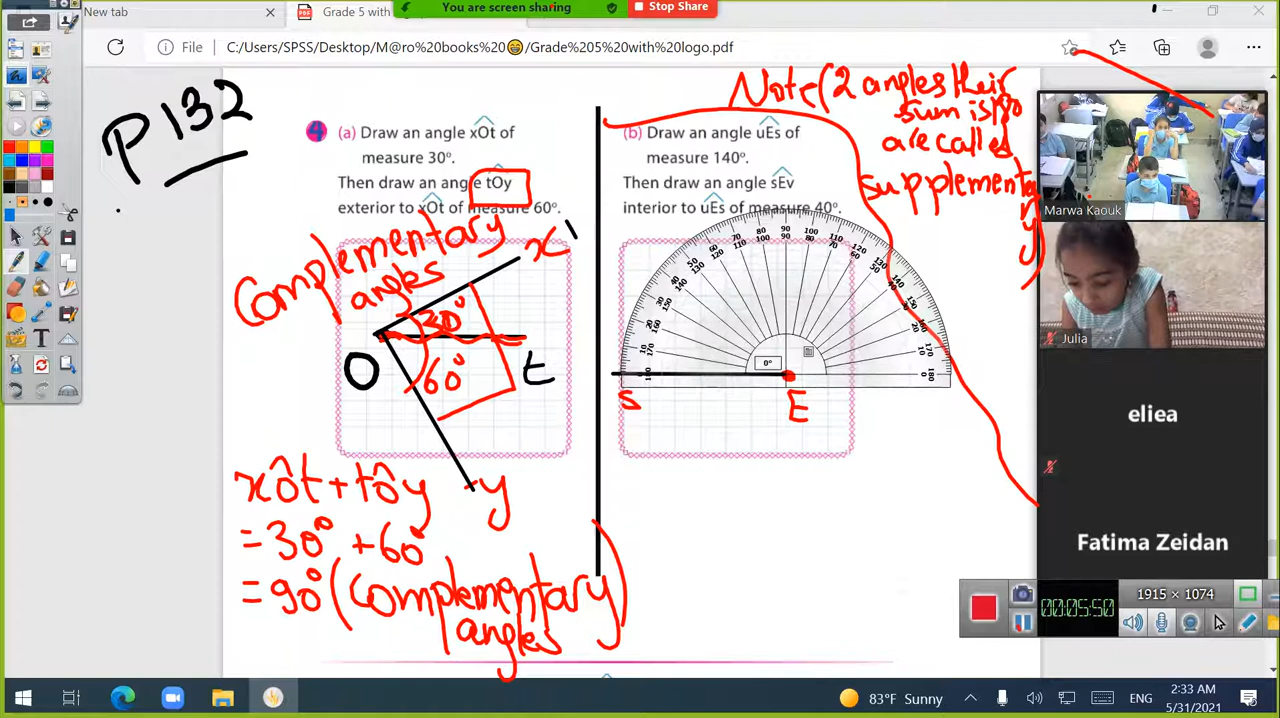 New tab
Grade 5 with
You are screen sharing
Stop Share
File
C:/Users/SPSS/Desktop/M@ro%20books%20😄/Grade%205%20with%20logo.pdf
P 132
4
(a) Draw an angle xOt of
measure 30°.
Then draw an angle tOy
exterior to xOt of measure 60°.
(b) Draw an angle uEs of
measure 140°.
Then draw an angle sEv
interior to uEs of measure 40°.
Note (2 angles their
sum is 180
are called
supplementary)
Complementary
angles
x
30°
60°
O
t
y
0°
S
E
xÔt + tÔy
= 30° + 60°
= 90° (complementary
angles
Marwa Kaouk
Julia
eliea
Fatima Zeidan
1915 × 1074
00:05:50
83°F Sunny
ENG
2:33 AM
5/31/2021